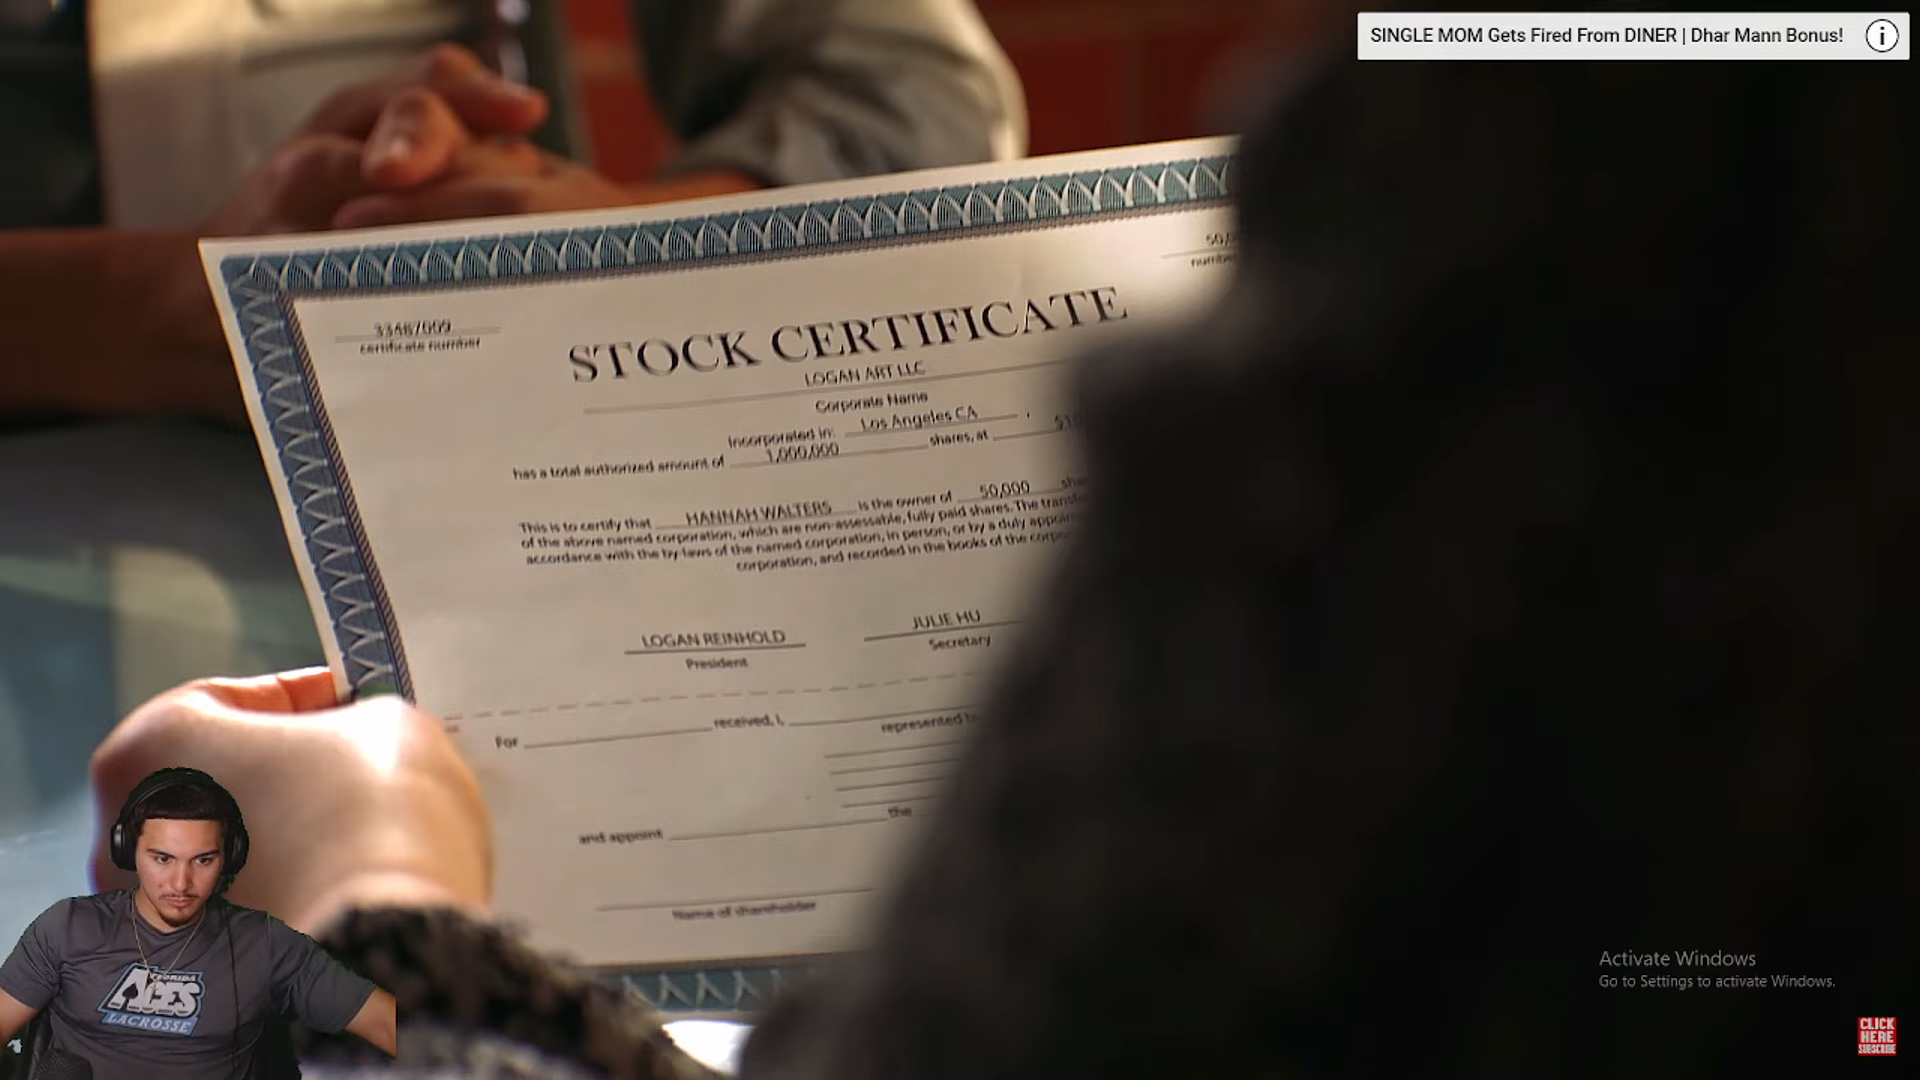 SINGLE MOM Gets Fired From DINER | Dhar Mann Bonus!
33487009
certificate number
number
STOCK CERTIFICATE
LOGAN ART LLC
Corporate Name
Incorporated in: Los Angeles CA ,
has a total authorized amount of 1,000,000 shares, at
This is to certify that HANNAH WALTERS is the owner of 50,000
of the above named corporation, which are non-assessable, fully paid shares. The
accordance with the by-laws of the named corporation, in person, or by a duly
corporation, and recorded in the books of the
LOGAN REINHOLD
President
JULIE HU
Secretary
For received, I, represented
the
and appoint
Name of shareholder
FLORIDA
ACES
LACROSSE
Activate Windows
Go to Settings to activate Windows.
CLICK
HERE
SUBSCRIBE